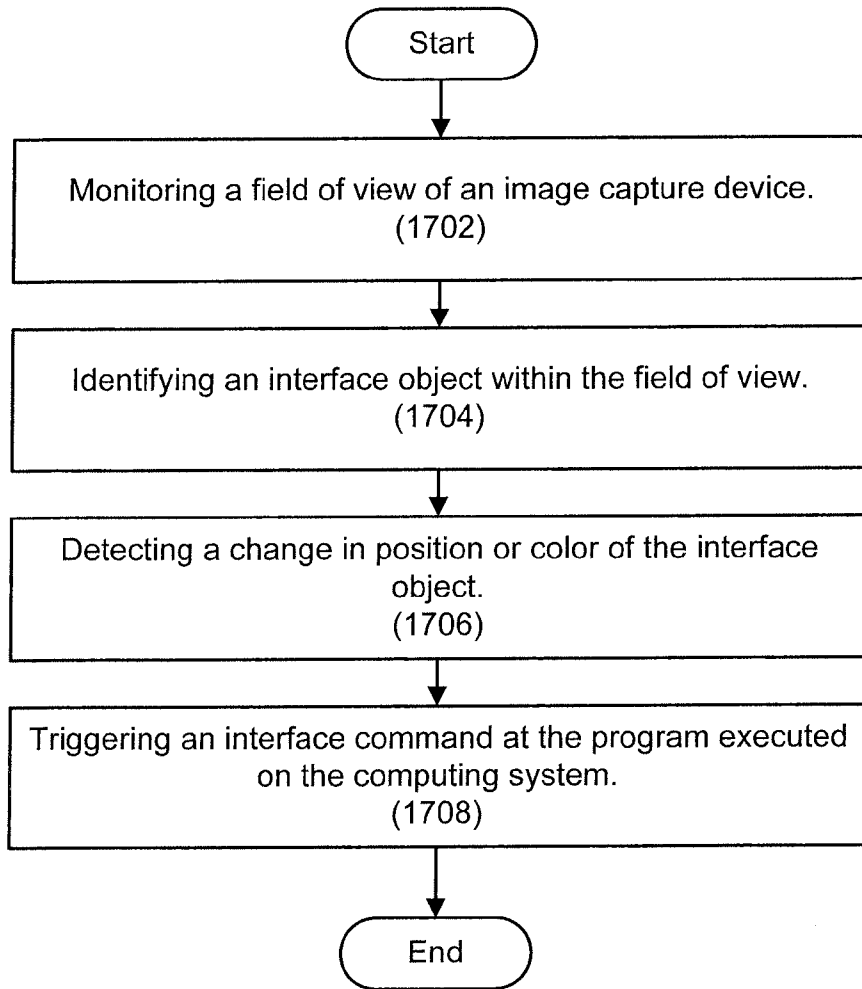 Start
Monitoring a field of view of an image capture device.
(1702)
Identifying an interface object within the field of view.
(1704)
Detecting a change in position or color of the interface
object.
(1706)
Triggering an interface command at the program executed
on the computing system.
(1708)
End